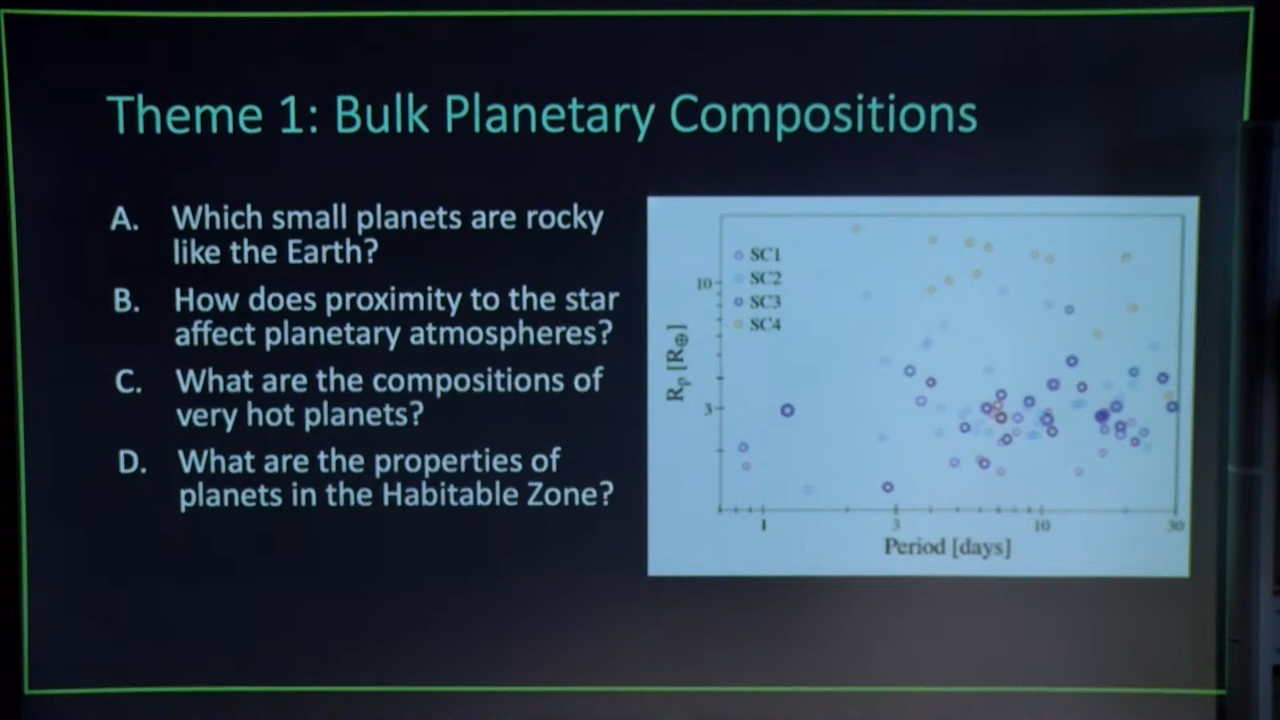 Theme 1: Bulk Planetary Compositions
A. Which small planets are rocky
like the Earth?
B. How does proximity to the star
affect planetary atmospheres?
C. What are the compositions of
very hot planets?
D. What are the properties of
planets in the Habitable Zone?
SC1
SC2
SC3
SC4
10
3
Rp [R⊕]
1 3 10 30
Period [days]